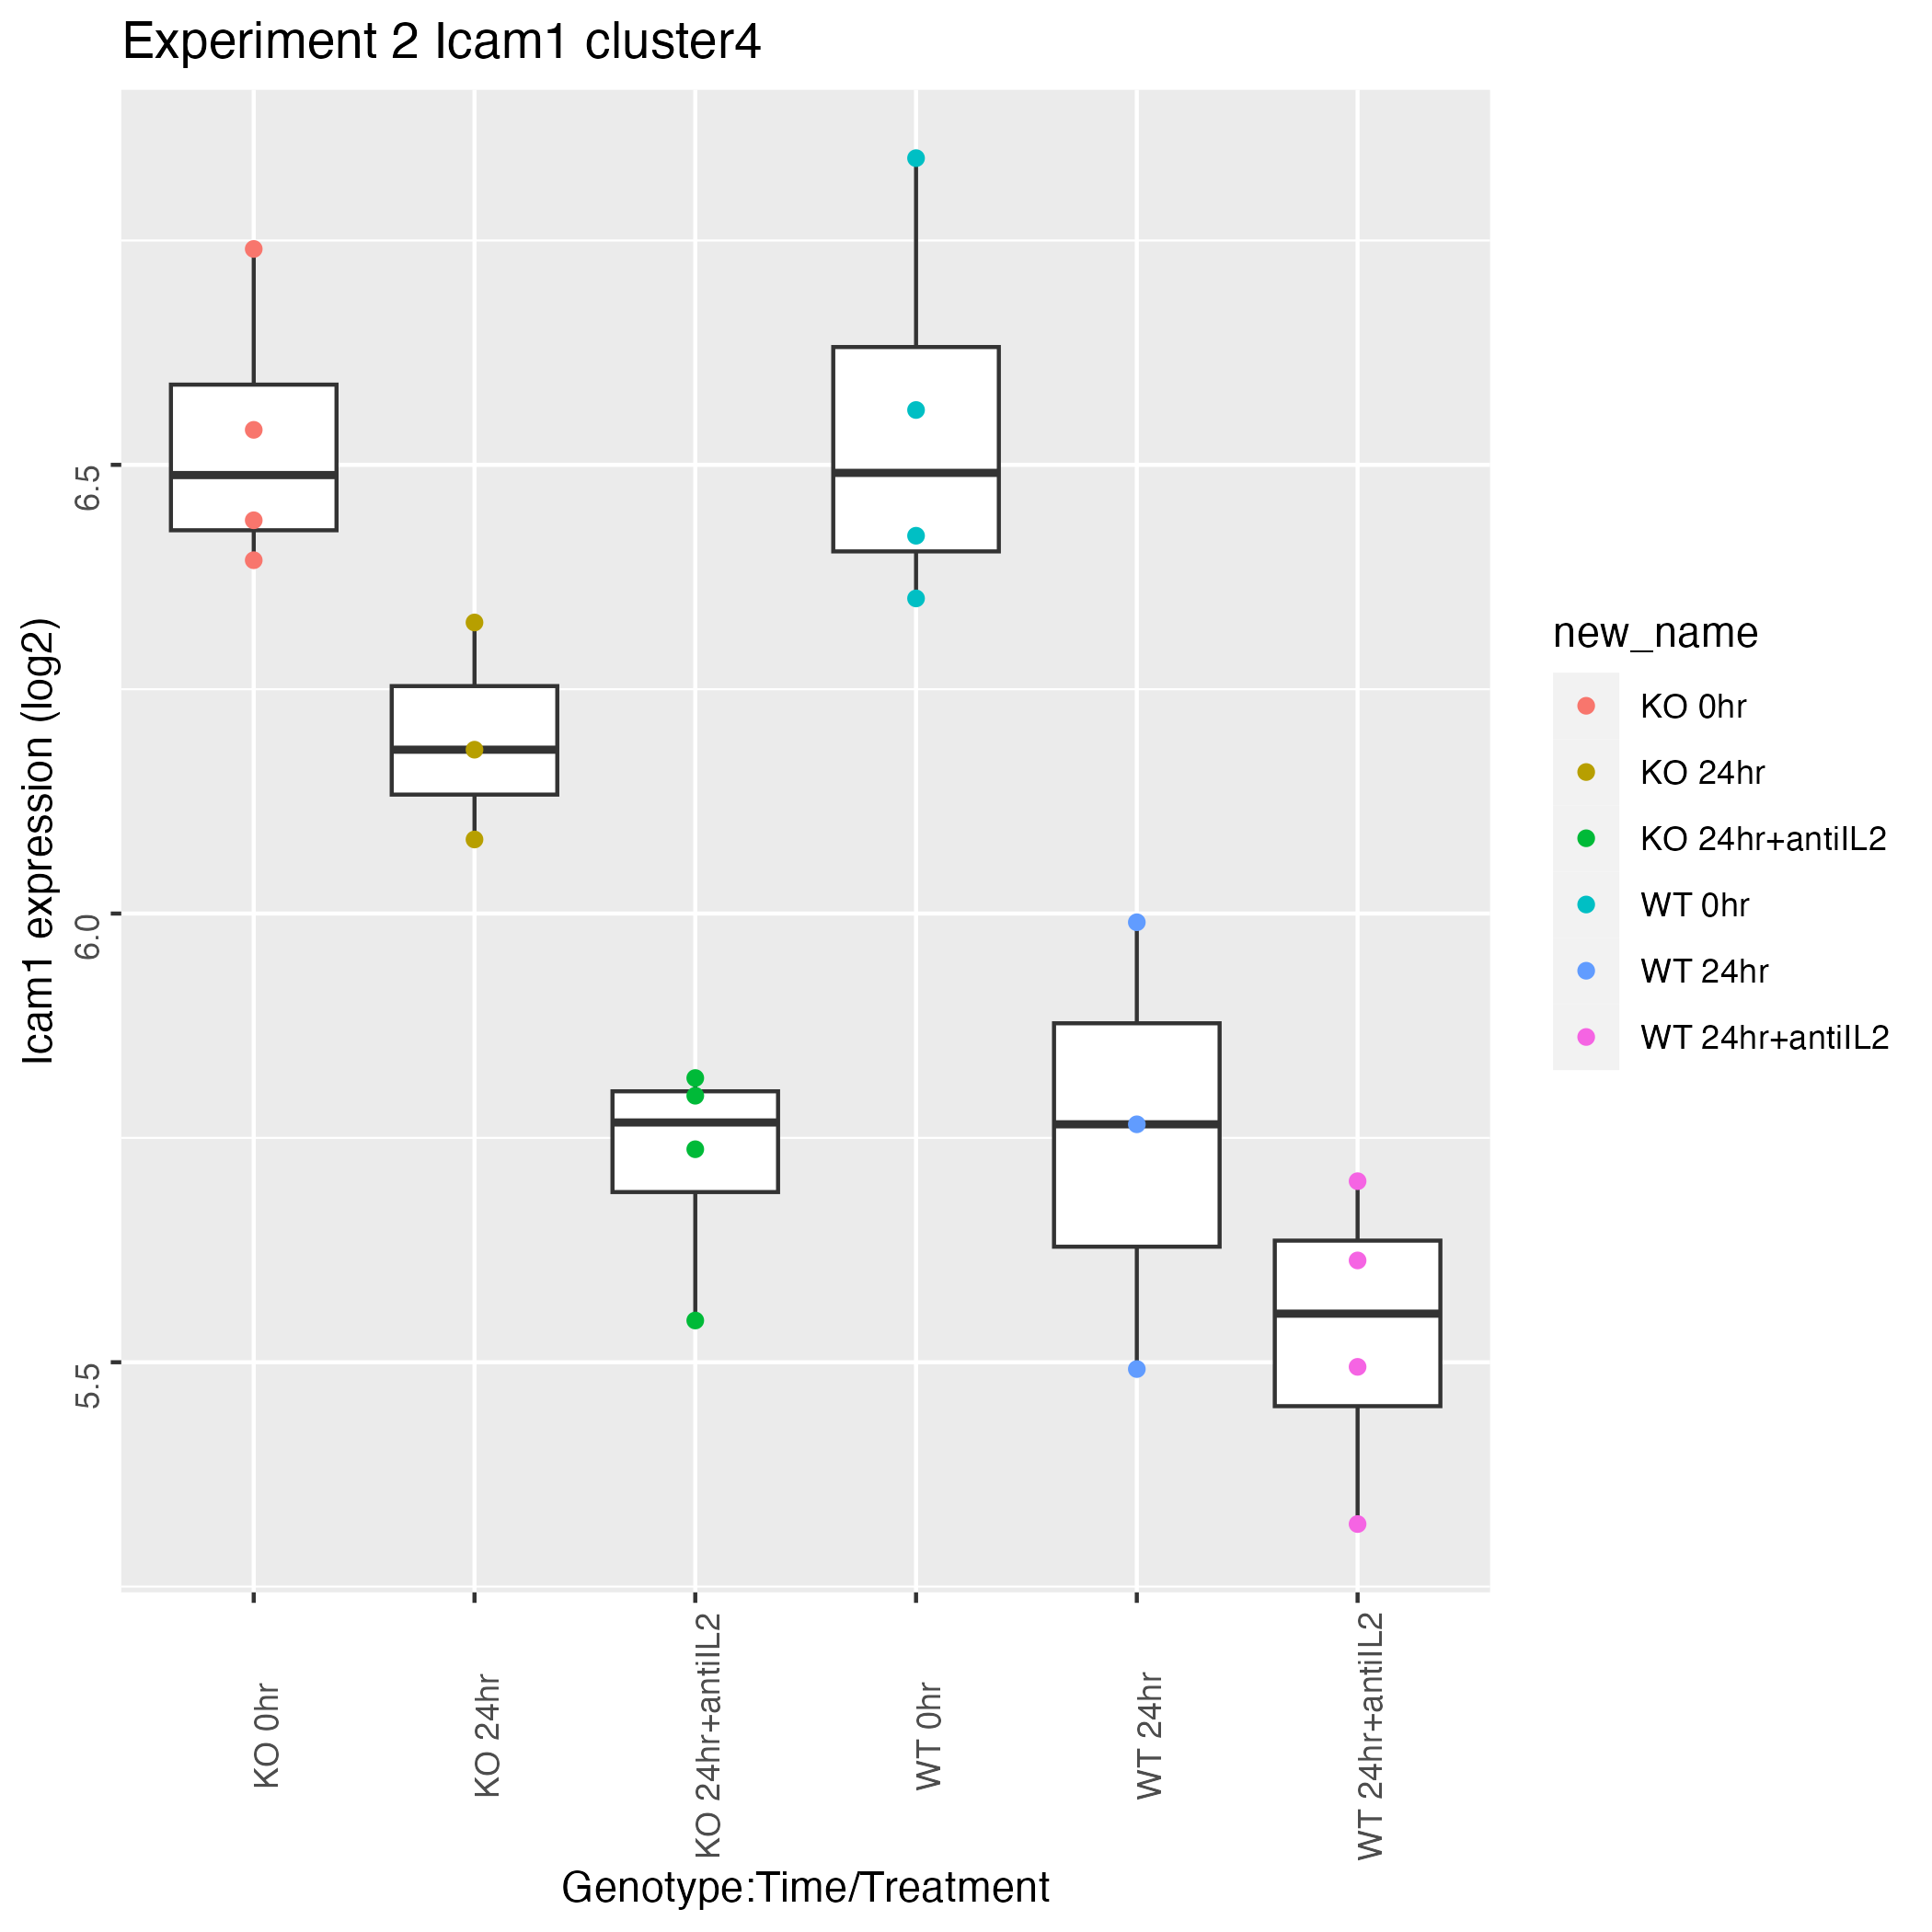 Experiment 2 Icam1 cluster4
Icam1 expression (log2)
6.5
6.0
5.5
KO 0hr
KO 24hr
KO 24hr+antiIL2
WT 0hr
WT 24hr
WT 24hr+antiIL2
Genotype:Time/Treatment
new_name
KO 0hr
KO 24hr
KO 24hr+antiIL2
WT 0hr
WT 24hr
WT 24hr+antiIL2